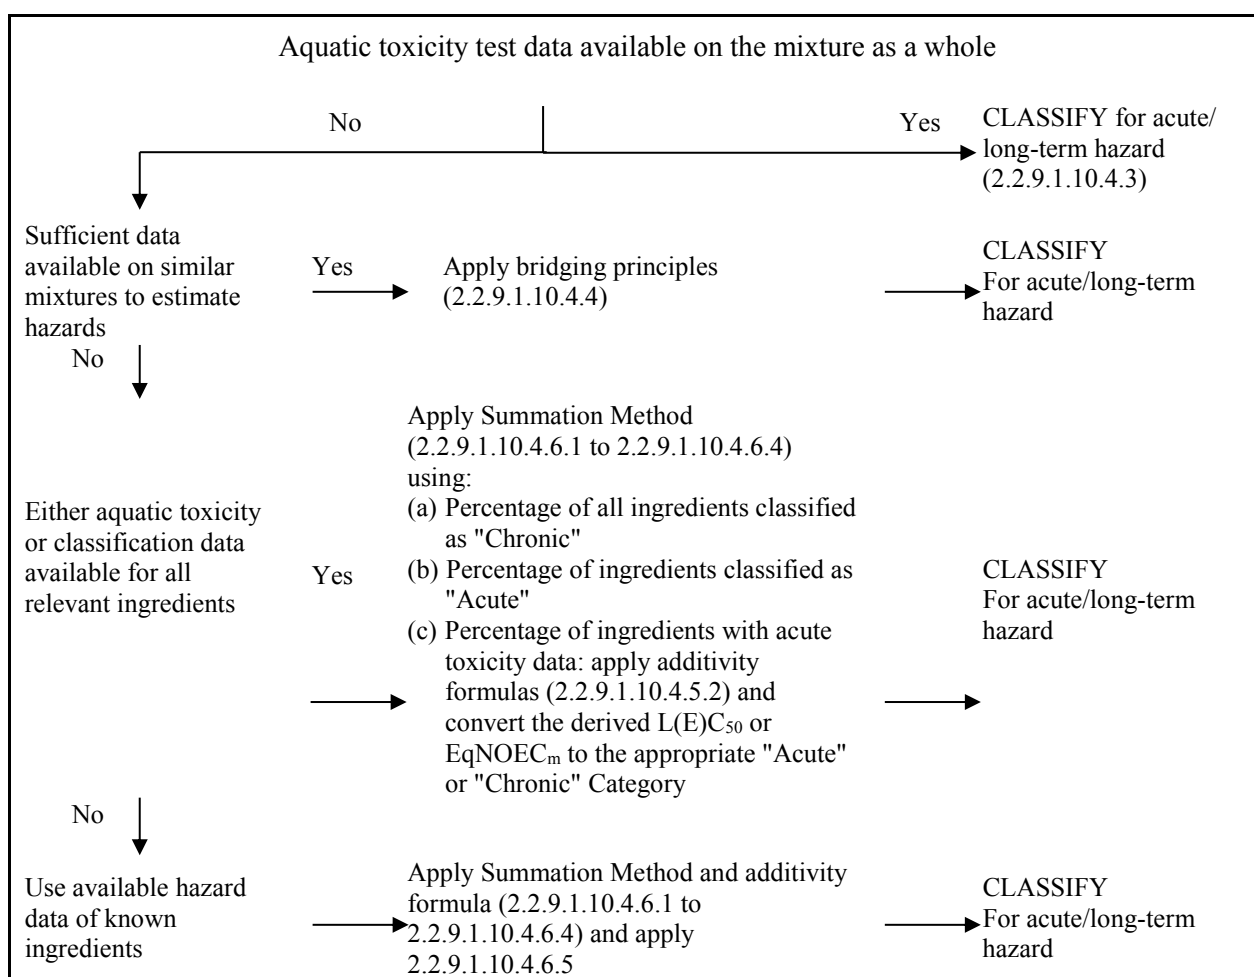 Aquatic toxicity test data available on the mixture as a whole
No
Yes
CLASSIFY for acute/
long-term hazard
(2.2.9.1.10.4.3)
Sufficient data
available on similar
mixtures to estimate
hazards
Yes
Apply bridging principles
(2.2.9.1.10.4.4)
CLASSIFY
For acute/long-term
hazard
No
Either aquatic toxicity
or classification data
available for all
relevant ingredients
Yes
Apply Summation Method
(2.2.9.1.10.4.6.1 to 2.2.9.1.10.4.6.4)
using:
(a) Percentage of all ingredients classified
as "Chronic"
(b) Percentage of ingredients classified as
"Acute"
(c) Percentage of ingredients with acute
toxicity data: apply additivity
formulas (2.2.9.1.10.4.5.2) and
convert the derived L(E)C₅₀ or
EqNOECₘ to the appropriate "Acute"
or "Chronic" Category
CLASSIFY
For acute/long-term
hazard
No
Use available hazard
data of known
ingredients
Apply Summation Method and additivity
formula (2.2.9.1.10.4.6.1 to
2.2.9.1.10.4.6.4) and apply
2.2.9.1.10.4.6.5
CLASSIFY
For acute/long-term
hazard